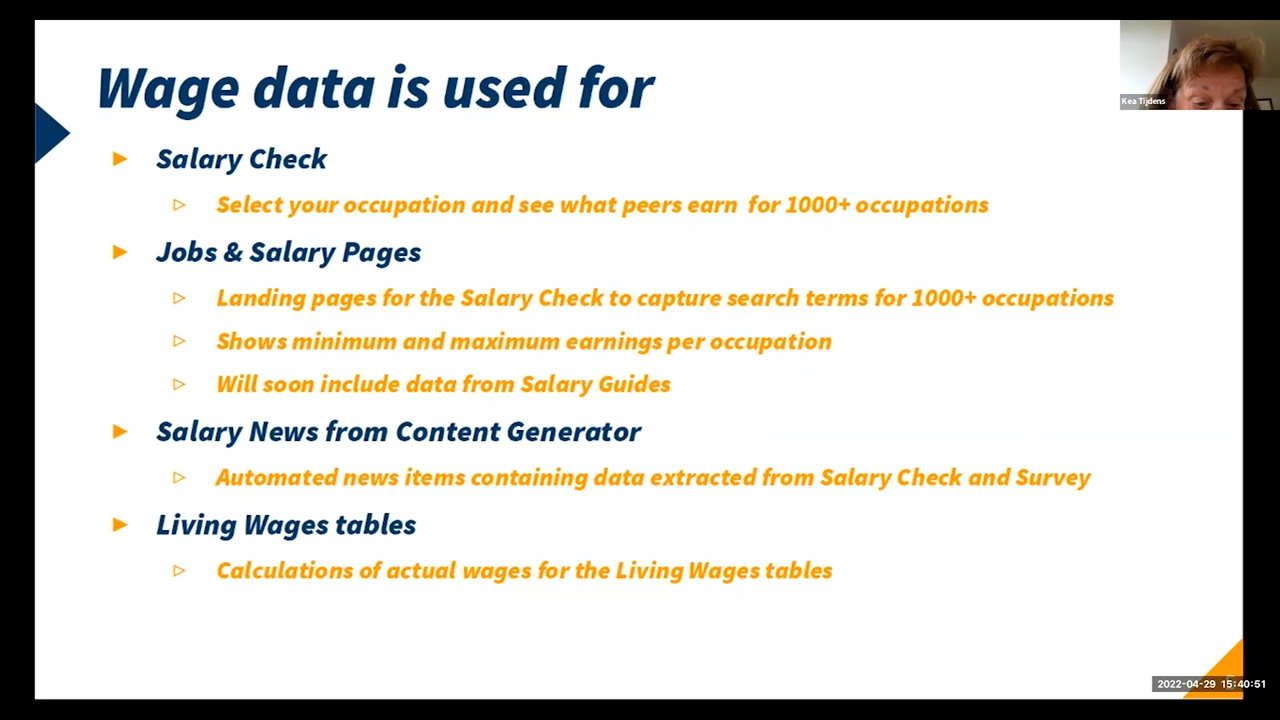 Wage data is used for
Kea Tijdens
Salary Check
Select your occupation and see what peers earn for 1000+ occupations
Jobs & Salary Pages
Landing pages for the Salary Check to capture search terms for 1000+ occupations
Shows minimum and maximum earnings per occupation
Will soon include data from Salary Guides
Salary News from Content Generator
Automated news items containing data extracted from Salary Check and Survey
Living Wages tables
Calculations of actual wages for the Living Wages tables
2022-04-29 15:40:51